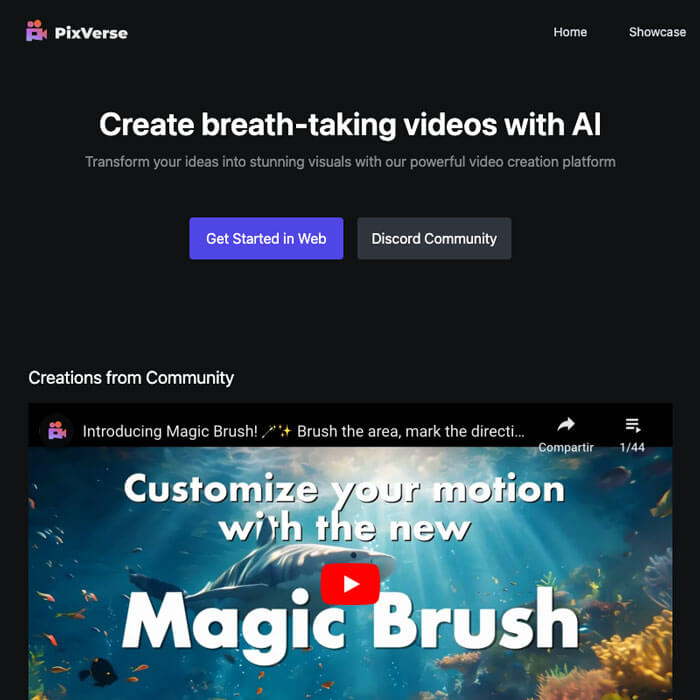 PixVerse
Home
Showcase
Create breath-taking videos with AI
Transform your ideas into stunning visuals with our powerful video creation platform
Get Started in Web
Discord Community
Creations from Community
Introducing Magic Brush! 🪄✨ Brush the area, mark the directi...
Compartir
1/44
Customize your motion
with the new
Magic Brush